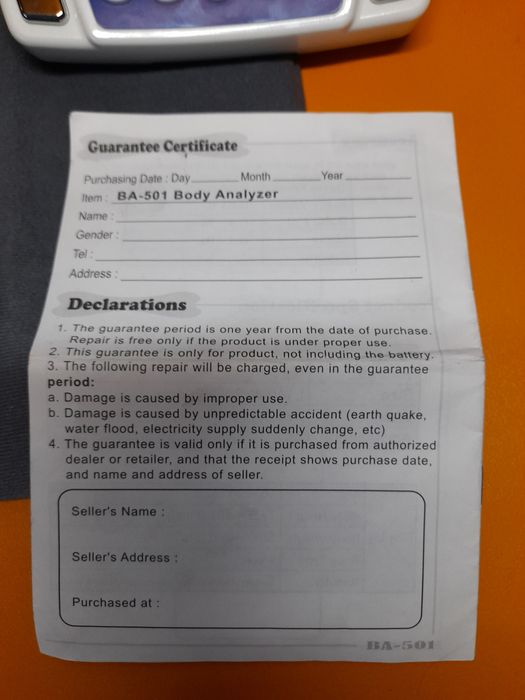 Guarantee Certificate
Purchasing Date : Day____ Month____ Year____
Item : BA-501 Body Analyzer
Name :
Gender :
Tel :
Address :
Declarations
1. The guarantee period is one year from the date of purchase.
Repair is free only if the product is under proper use.
2. This guarantee is only for product, not including the battery.
3. The following repair will be charged, even in the guarantee
period:
a. Damage is caused by improper use.
b. Damage is caused by unpredictable accident (earth quake,
water flood, electricity supply suddenly change, etc)
4. The guarantee is valid only if it is purchased from authorized
dealer or retailer, and that the receipt shows purchase date,
and name and address of seller.
Seller's Name :
Seller's Address :
Purchased at :
BA-501